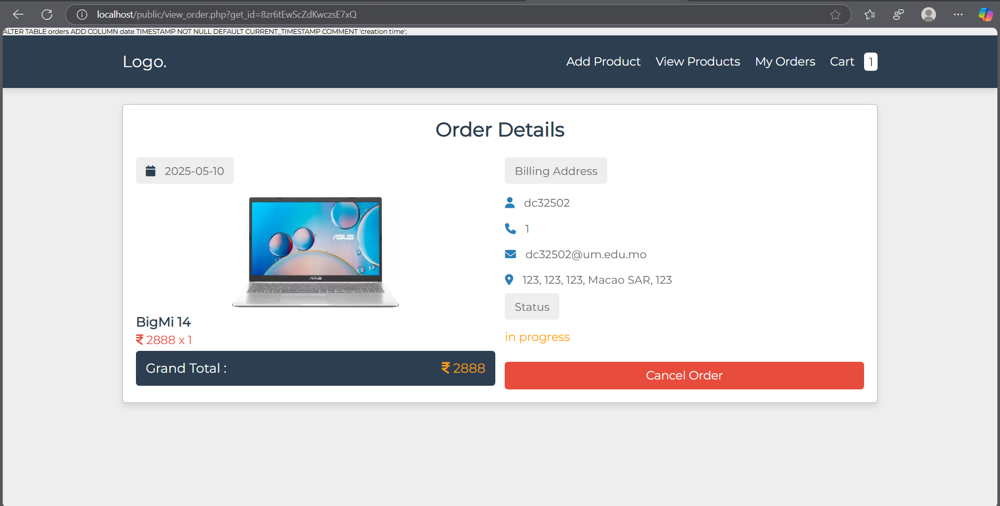 localhost/public/view_order.php?get_id=8zr6tEwScZdKwczsE7xQ
ALTER TABLE orders ADD COLUMN date TIMESTAMP NOT NULL DEFAULT CURRENT_TIMESTAMP COMMENT 'creation time';
Logo.
Add Product View Products My Orders Cart 1
Order Details
2025-05-10
ASUS
ASUS
BigMi 14
₹ 2888 x 1
Grand Total : ₹ 2888
Billing Address
dc32502
1
dc32502@um.edu.mo
123, 123, 123, Macao SAR, 123
Status
in progress
Cancel Order